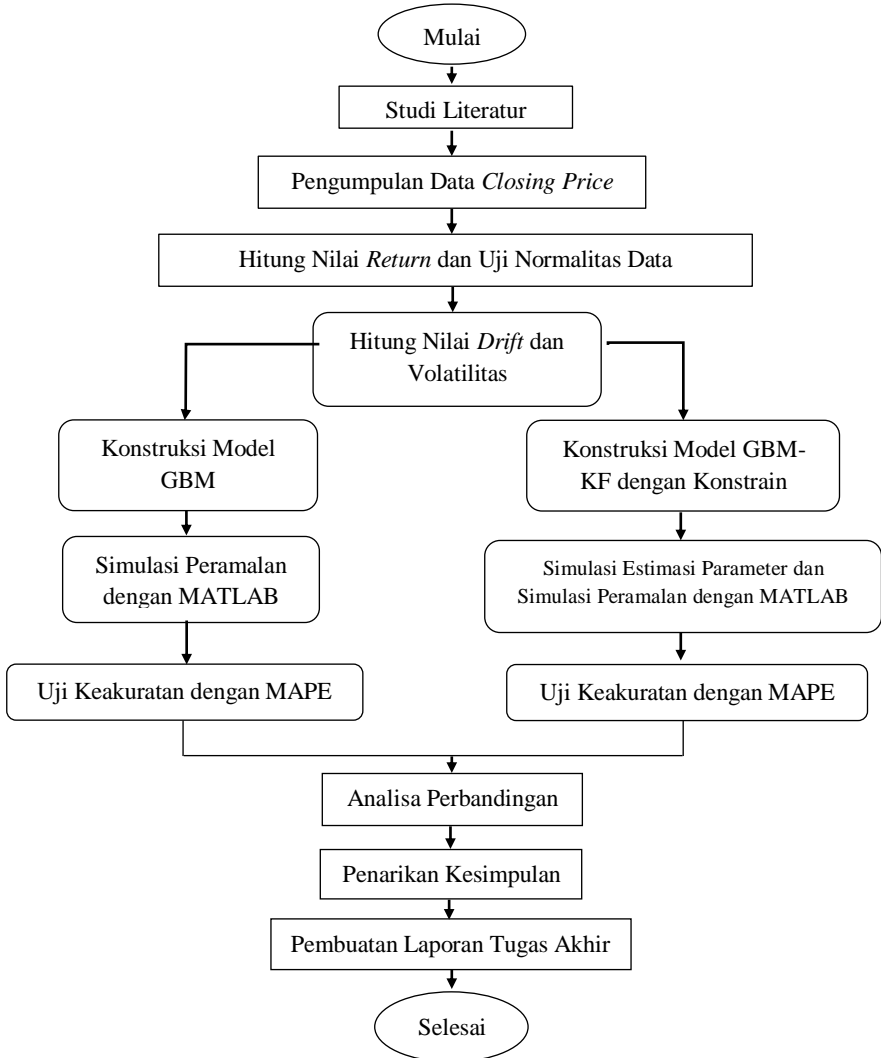 Mulai
Studi Literatur
Pengumpulan Data Closing Price
Hitung Nilai Return dan Uji Normalitas Data
Hitung Nilai Drift dan
Volatilitas
Konstruksi Model
GBM
Konstruksi Model GBM-
KF dengan Konstrain
Simulasi Peramalan
dengan MATLAB
Simulasi Estimasi Parameter dan
Simulasi Peramalan dengan MATLAB
Uji Keakuratan dengan MAPE
Uji Keakuratan dengan MAPE
Analisa Perbandingan
Penarikan Kesimpulan
Pembuatan Laporan Tugas Akhir
Selesai